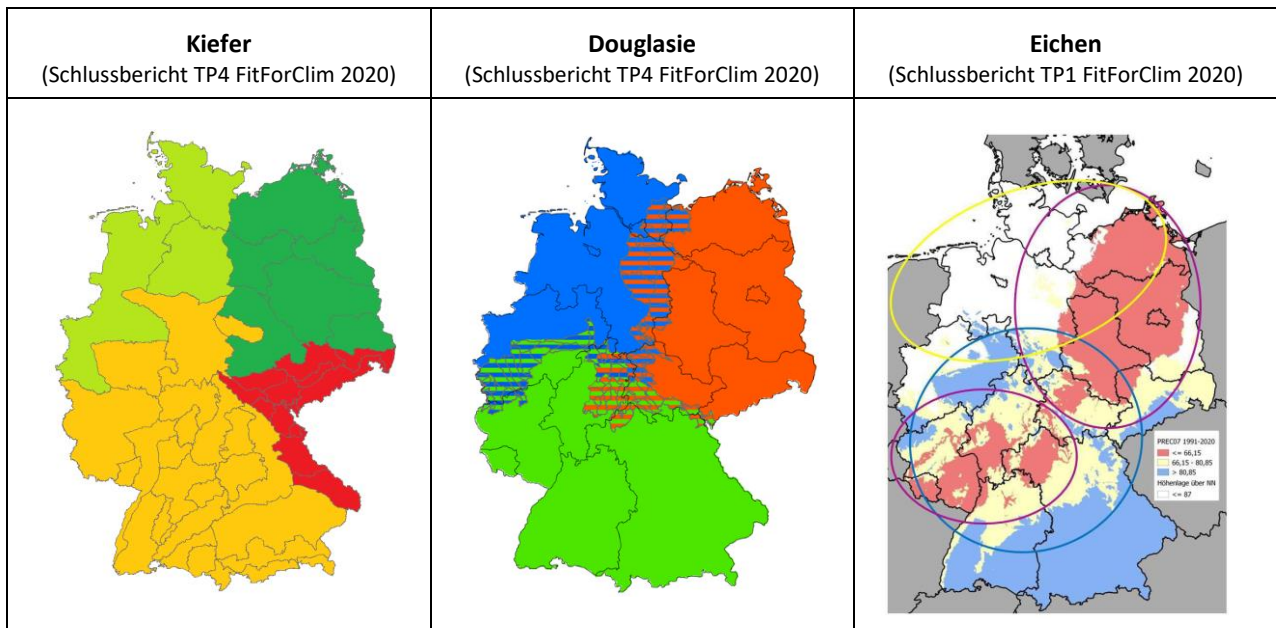 Kiefer
(Schlussbericht TP4 FitForClim 2020)
Douglasie
(Schlussbericht TP4 FitForClim 2020)
Eichen
(Schlussbericht TP1 FitForClim 2020)
PREC07 1991-2020
<= 66,15
66,15 - 80,85
> 80,85
Höhenlage über NN
<= 87